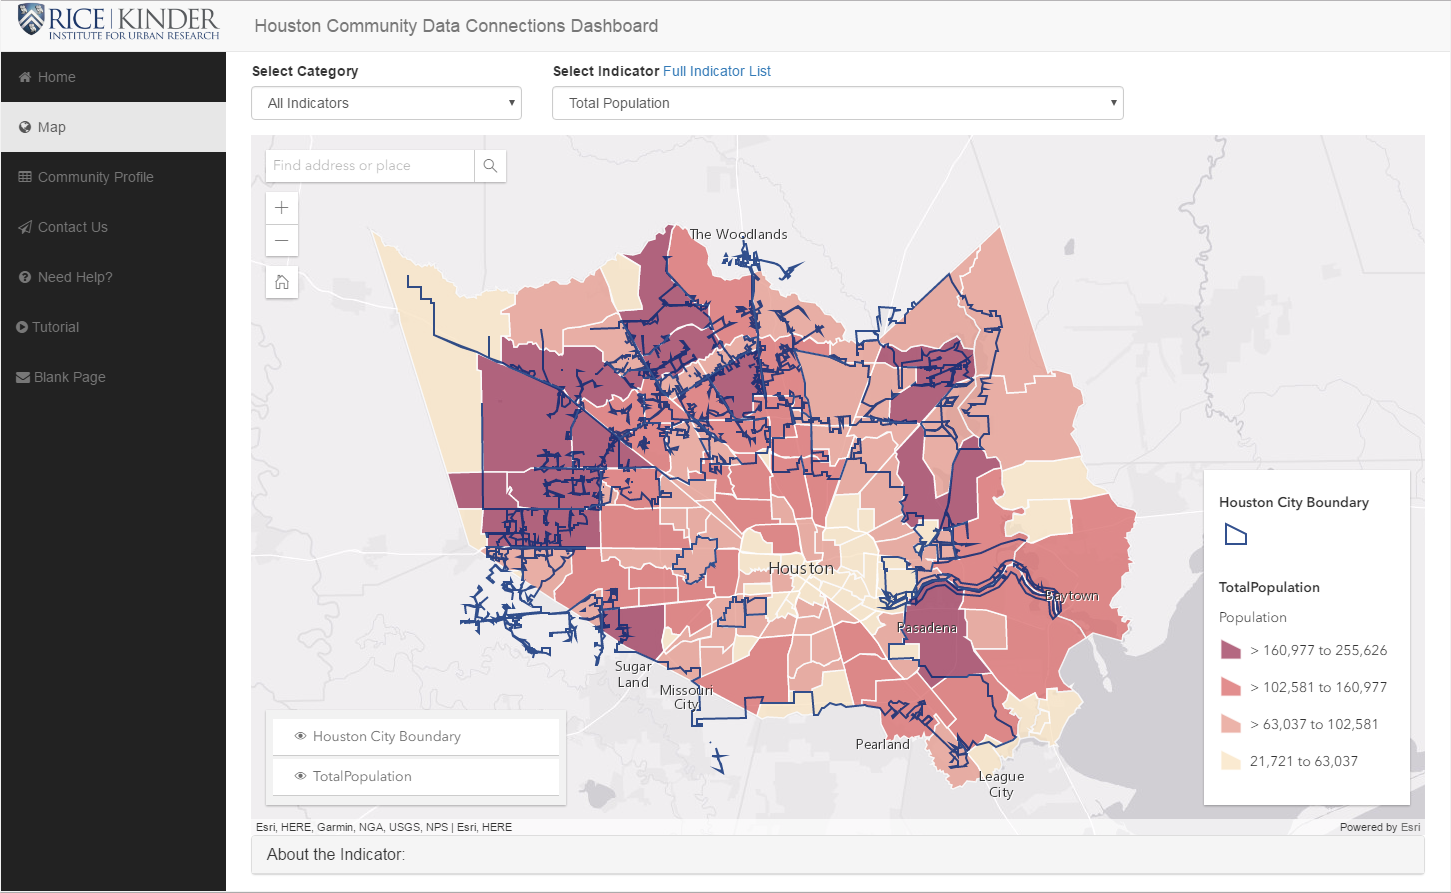 RICE | KINDER
INSTITUTE FOR URBAN RESEARCH
Houston Community Data Connections Dashboard
Home
Map
Community Profile
Contact Us
Need Help?
Tutorial
Blank Page
Select Category
Select Indicator Full Indicator List
All Indicators
Total Population
Find address or place
The Woodlands
Houston
Baytown
Pasadena
Sugar
Land
Missouri
City
Pearland
League
City
Houston City Boundary
TotalPopulation
Population
> 160,977 to 255,626
> 102,581 to 160,977
> 63,037 to 102,581
21,721 to 63,037
Houston City Boundary
TotalPopulation
Esri, HERE, Garmin, NGA, USGS, NPS | Esri, HERE
Powered by Esri
About the Indicator: